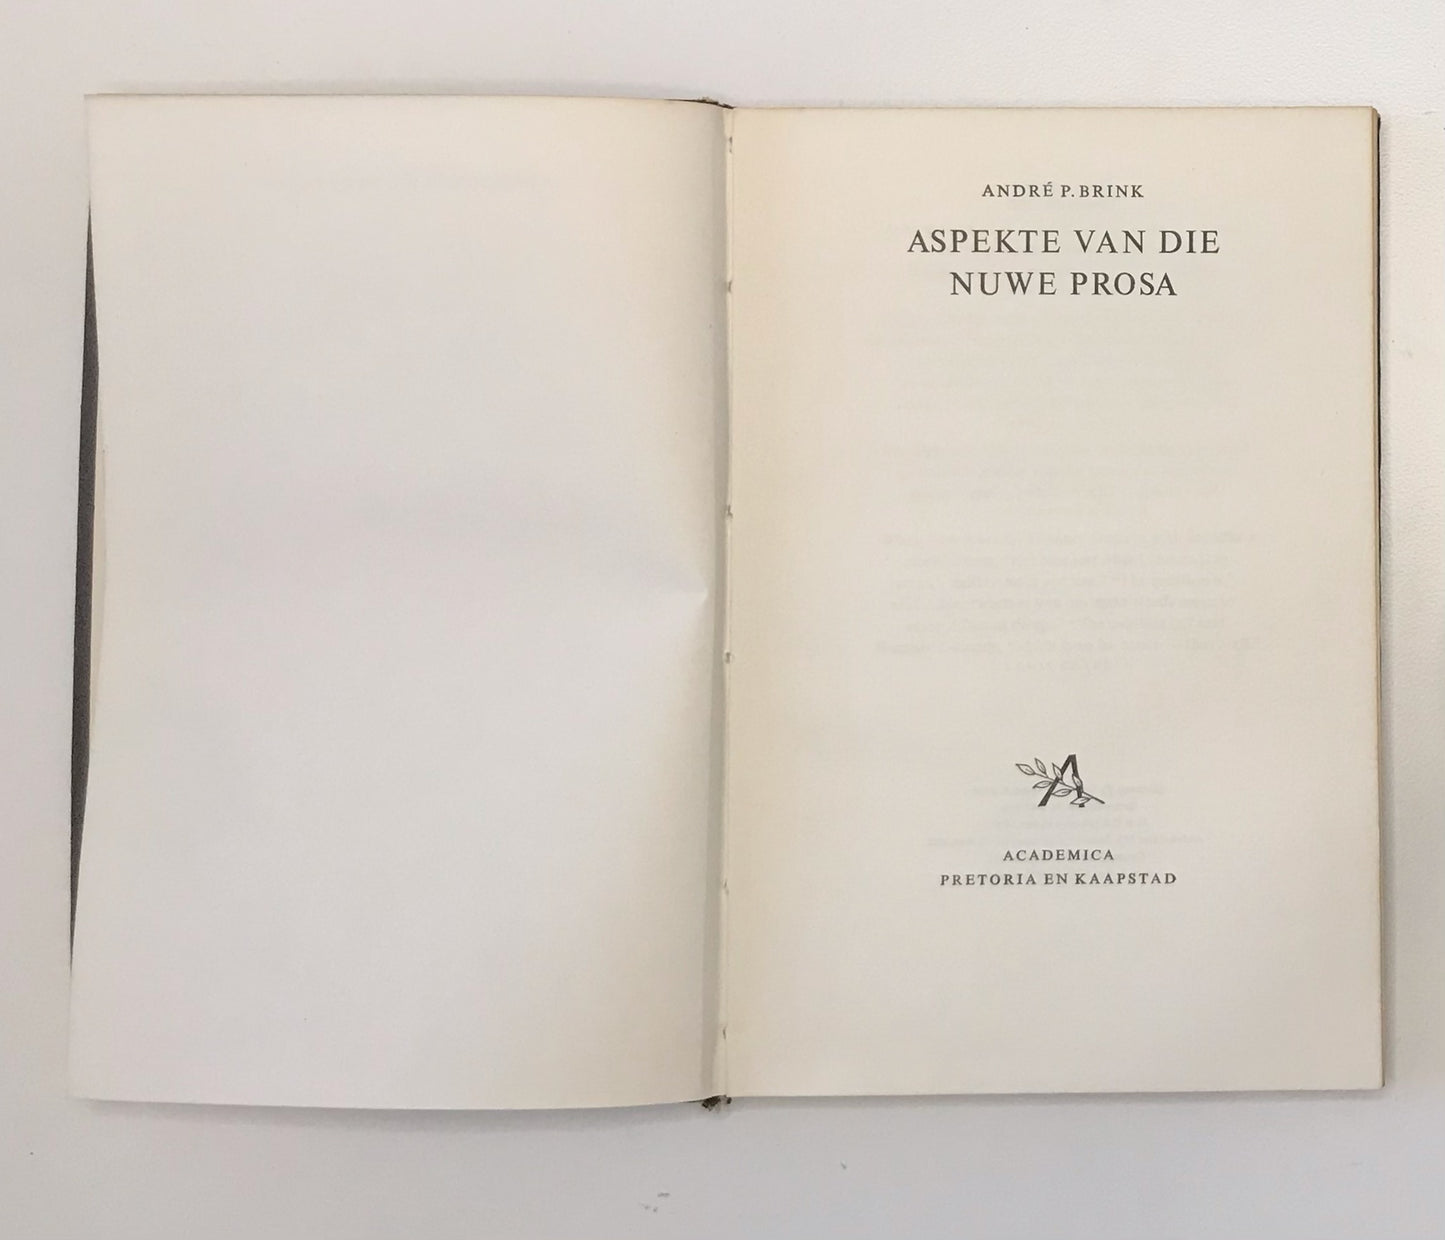 ANDRÉ P. BRINK
ASPEKTE VAN DIE
NUWE PROSA
A
ACADEMICA
PRETORIA EN KAAPSTAD